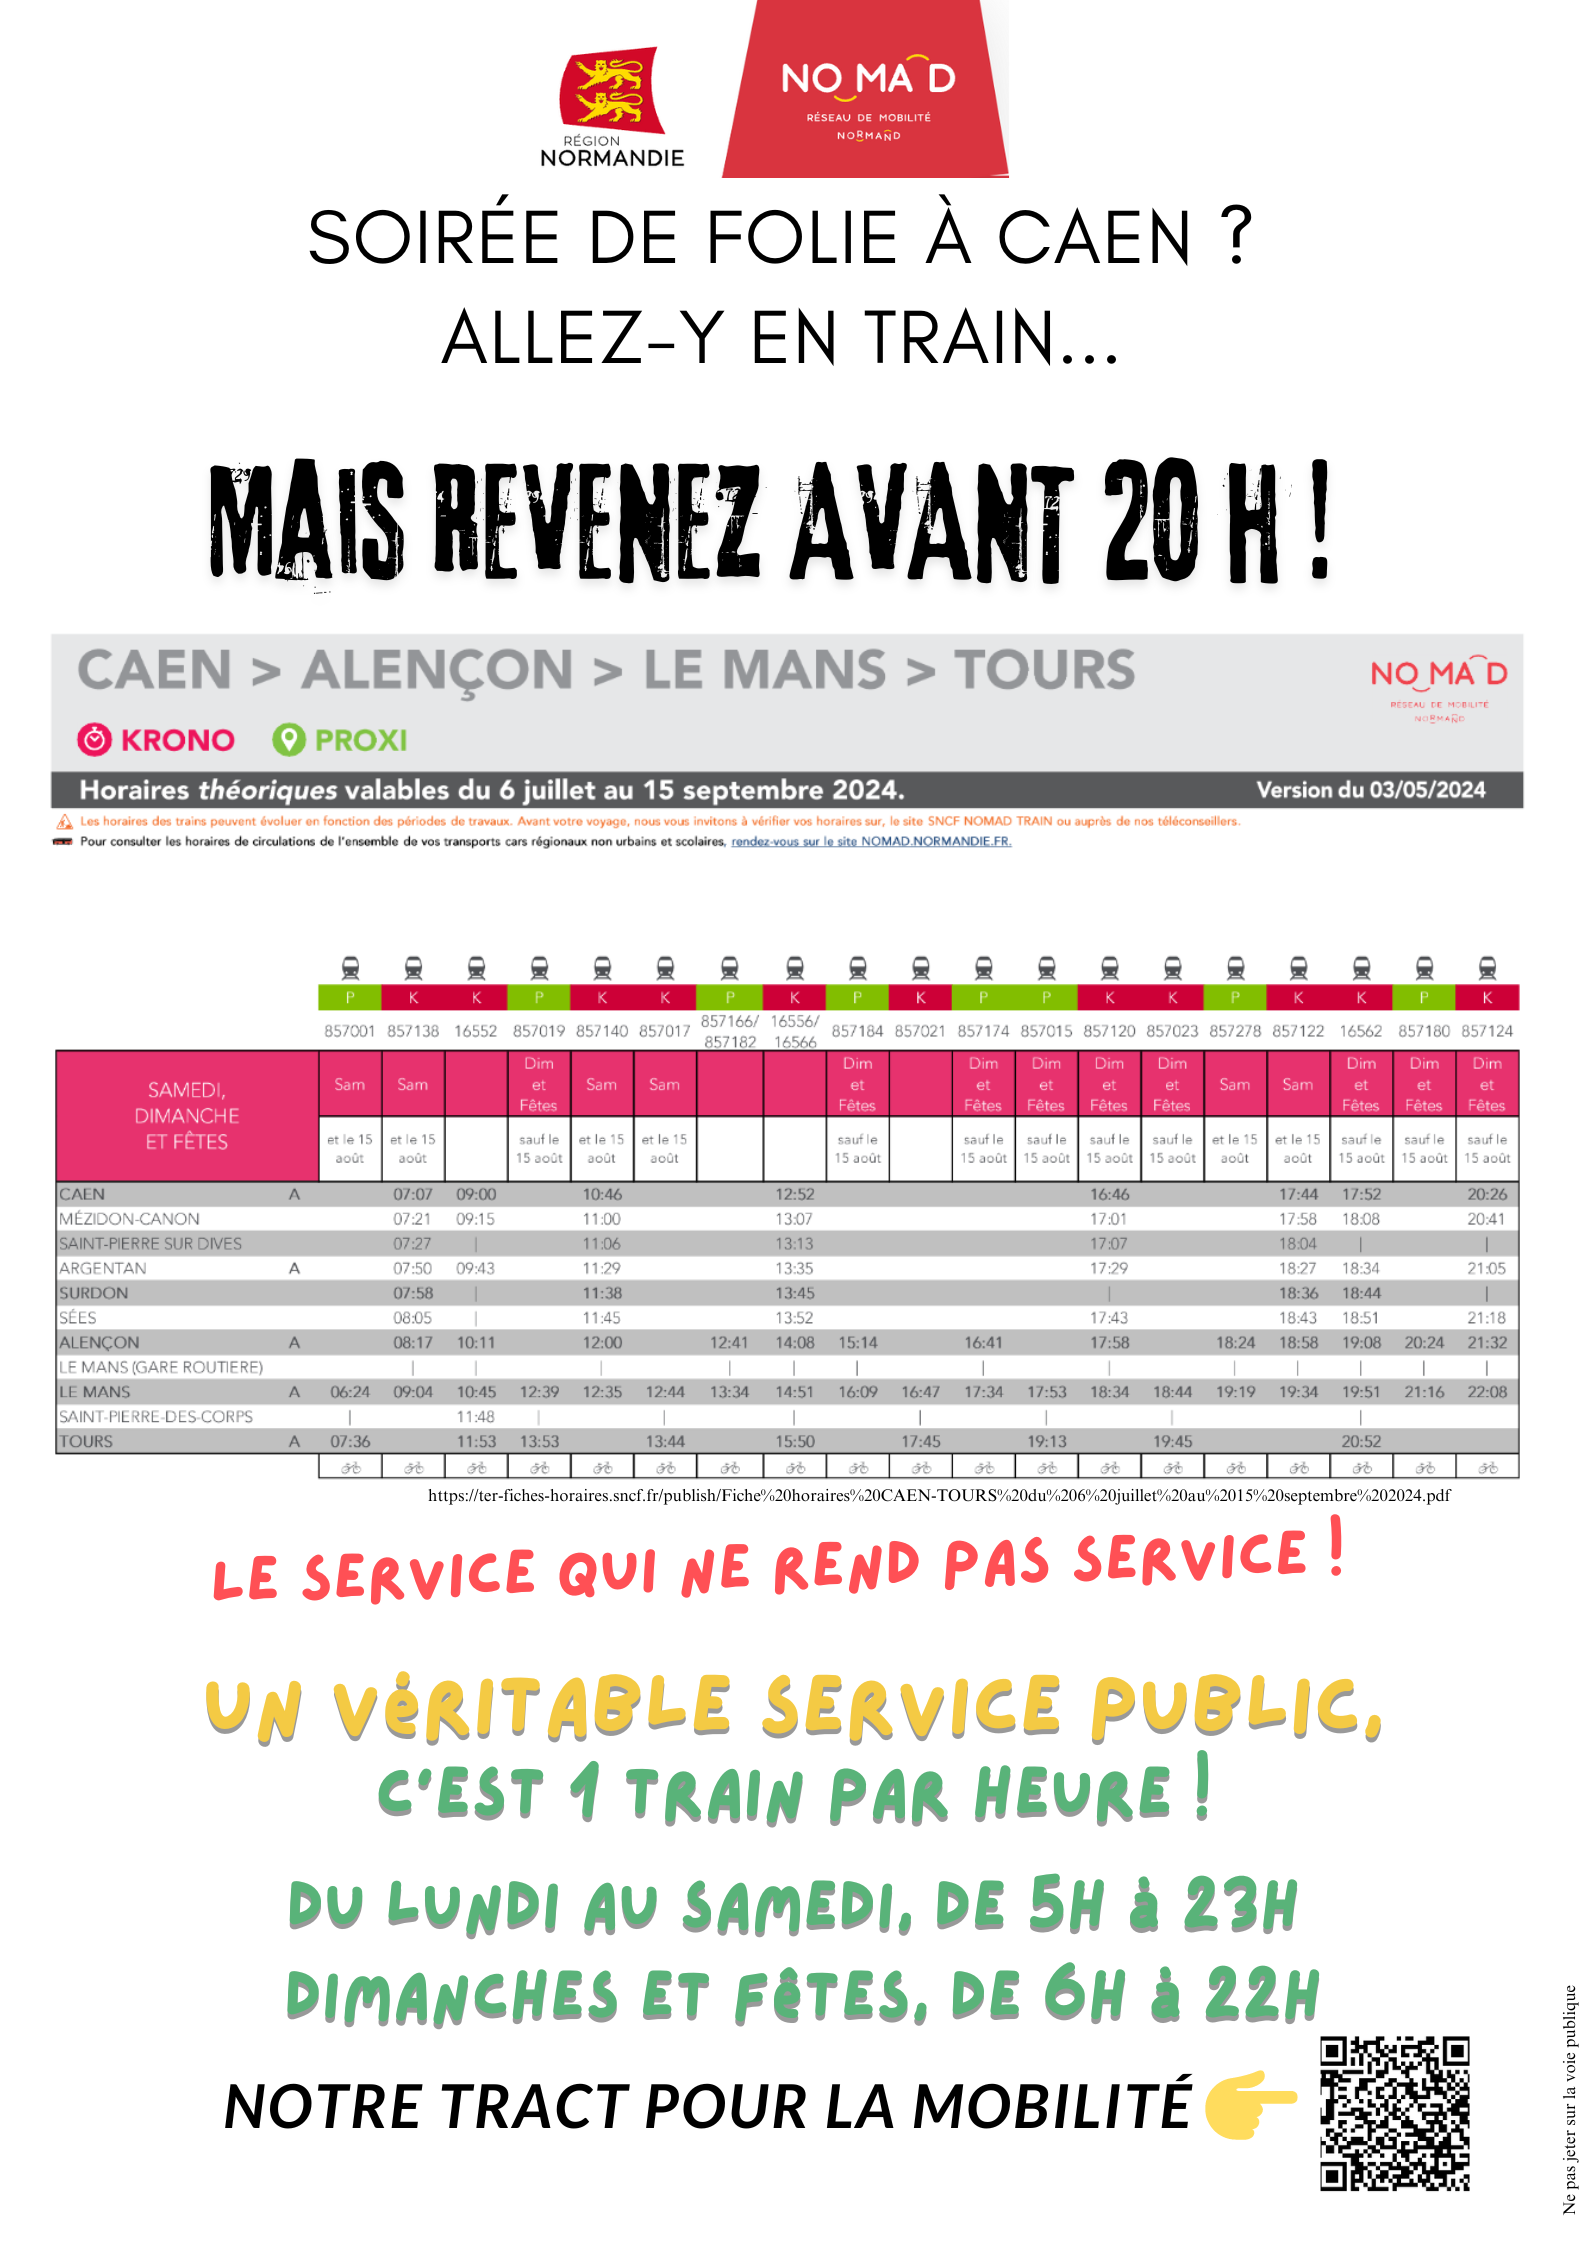 RÉGION
NORMANDIE
NOMAD
RÉSEAU DE MOBILITÉ
NORMAND
SOIRÉE DE FOLIE À CAEN ?
ALLEZ-Y EN TRAIN...
MAIS REVENEZ AVANT 20 H !
CAEN > ALENÇON > LE MANS > TOURS
NOMAD
RÉSEAU DE MOBILITÉ
NORMAND
KRONO PROXI
Horaires théoriques valables du 6 juillet au 15 septembre 2024. Version du 03/05/2024
Les horaires des trains peuvent évoluer en fonction des périodes de travaux. Avant votre voyage, nous vous invitons à vérifier vos horaires sur, le site SNCF NOMAD TRAIN ou auprès de nos téléconseillers.
Pour consulter les horaires de circulations de l'ensemble de vos transports cars régionaux non urbains et scolaires, rendez-vous sur le site NOMAD.NORMANDIE.FR.
P K K P K K P K P K P P K K P K K P K
857001 857138 16552 857019 857140 857017 857166/ 857182 16556/ 16566 857184 857021 857174 857015 857120 857023 857278 857122 16562 857180 857124
SAMEDI, DIMANCHE ET FÊTES Sam Sam Dim et Fêtes Sam Sam Dim et Fêtes Dim et Fêtes Dim et Fêtes Dim et Fêtes Dim et Fêtes Sam Sam Dim et Fêtes Dim et Fêtes Dim et Fêtes
et le 15 août et le 15 août sauf le 15 août et le 15 août et le 15 août sauf le 15 août sauf le 15 août sauf le 15 août sauf le 15 août sauf le 15 août et le 15 août et le 15 août sauf le 15 août sauf le 15 août sauf le 15 août
CAEN A 07:07 09:00 10:46 12:52 16:46 17:44 17:52 20:26
MÉZIDON-CANON 07:21 09:15 11:00 13:07 17:01 17:58 18:08 20:41
SAINT-PIERRE SUR DIVES 07:27 | 11:06 13:13 17:07 18:04 | |
ARGENTAN A 07:50 09:43 11:29 13:35 17:29 18:27 18:34 21:05
SURDON 07:58 | 11:38 13:45 | 18:36 18:44 |
SÉES 08:05 | 11:45 13:52 17:43 18:43 18:51 21:18
ALENÇON A 08:17 10:11 12:00 12:41 14:08 15:14 16:41 17:58 18:24 18:58 19:08 20:24 21:32
LE MANS (GARE ROUTIERE) | | | | | | | | | | | | |
LE MANS A 06:24 09:04 10:45 12:39 12:35 12:44 13:34 14:51 16:09 16:47 17:34 17:53 18:34 18:44 19:19 19:34 19:51 21:16 22:08
SAINT-PIERRE-DES-CORPS | 11:48 | | | | | | |
TOURS A 07:36 11:53 13:53 13:44 15:50 17:45 19:13 19:45 20:52
https://ter-fiches-horaires.sncf.fr/publish/Fiche%20horaires%20CAEN-TOURS%20du%206%20juillet%20au%2015%20septembre%202024.pdf
LE SERVICE QUI NE REND PAS SERVICE !
UN VéRITABLE SERVICE PUBLIC,
C'EST 1 TRAIN PAR HEURE !
DU LUNDI AU SAMEDI, DE 5H à 23H
DIMANCHES ET FêTES, DE 6H à 22H
NOTRE TRACT POUR LA MOBILITÉ
Ne pas jeter sur la voie publique